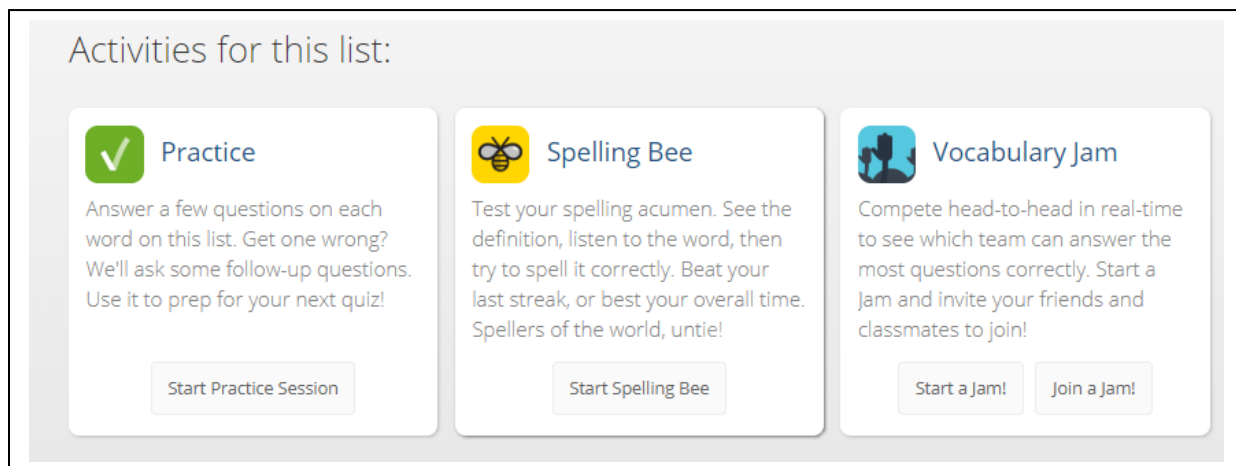 Activities for this list:
Practice
Answer a few questions on each
word on this list. Get one wrong?
We'll ask some follow-up questions.
Use it to prep for your next quiz!
Start Practice Session
Spelling Bee
Test your spelling acumen. See the
definition, listen to the word, then
try to spell it correctly. Beat your
last streak, or best your overall time.
Spellers of the world, untie!
Start Spelling Bee
Vocabulary Jam
Compete head-to-head in real-time
to see which team can answer the
most questions correctly. Start a
Jam and invite your friends and
classmates to join!
Start a Jam!
Join a Jam!